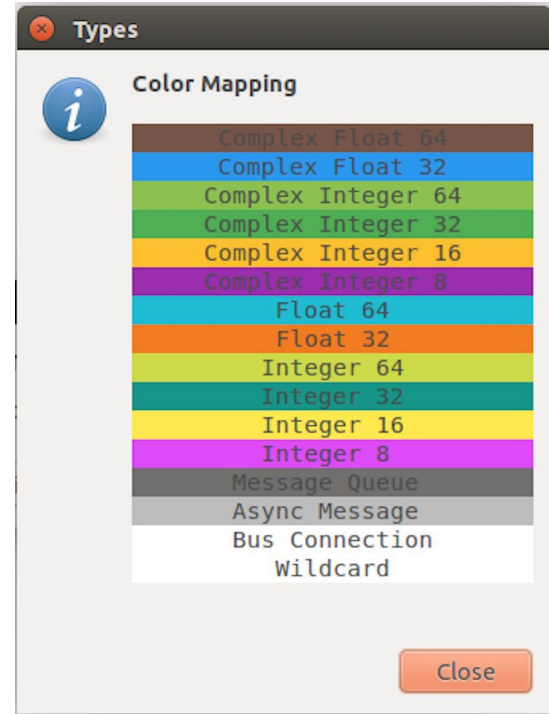 Types
Color Mapping
Complex Float 64
Complex Float 32
Complex Integer 64
Complex Integer 32
Complex Integer 16
Complex Integer 8
Float 64
Float 32
Integer 64
Integer 32
Integer 16
Integer 8
Message Queue
Async Message
Bus Connection
Wildcard
Close